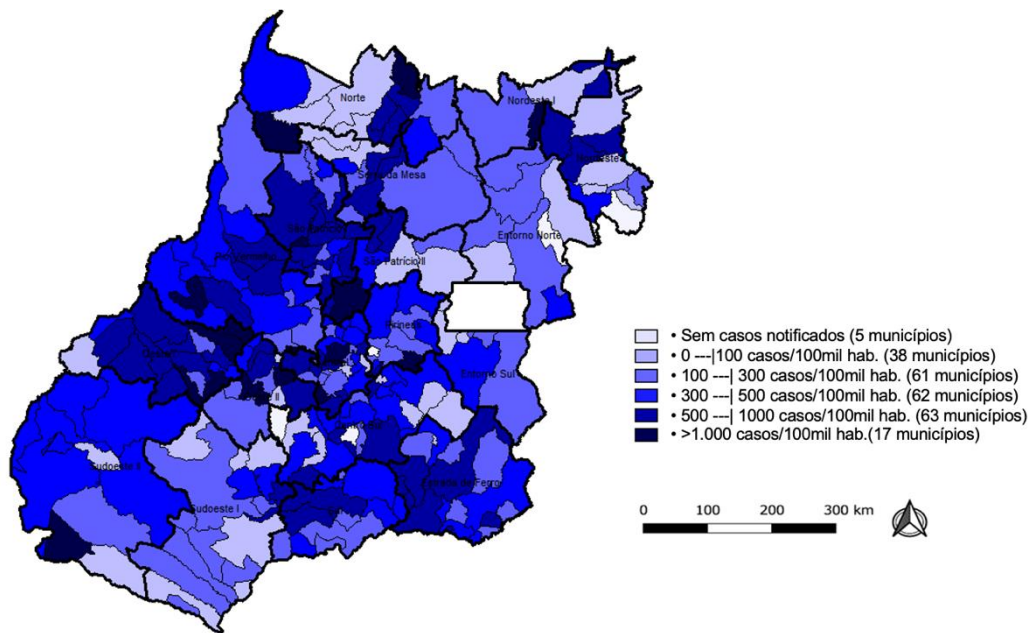 Norte
Nordeste I
Serra da Mesa
Entorno Norte
São Patrício II
Pirineus
Entorno Sul
Estrada de Ferro
Sudoeste II
Sudoeste I
Sul
• Sem casos notificados (5 municípios)
• 0 ---|100 casos/100mil hab. (38 municípios)
• 100 ---| 300 casos/100mil hab. (61 municípios)
• 300 ---| 500 casos/100mil hab. (62 municípios)
• 500 ---| 1000 casos/100mil hab. (63 municípios)
• >1.000 casos/100mil hab.(17 municípios)
0 100 200 300 km